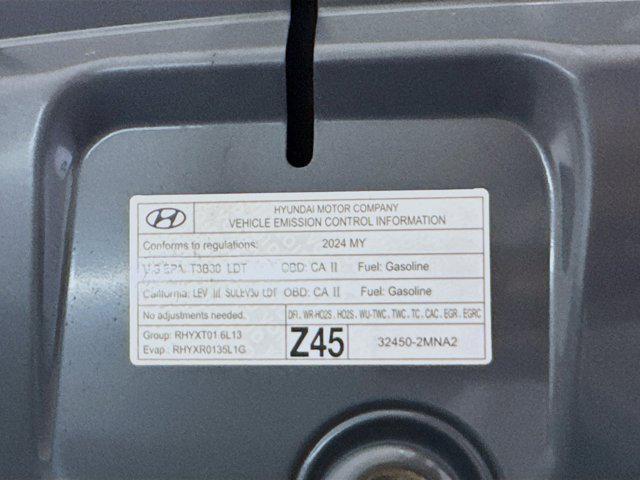 HYUNDAI MOTOR COMPANY
VEHICLE EMISSION CONTROL INFORMATION
Conforms to regulations: 2024 MY
U.S.EPA: T3B30 LDT OBD: CA II Fuel: Gasoline
California: LEV III SULEV30 LDT OBD: CA II Fuel: Gasoline
No adjustments needed. DFI, WR-HO2S, HO2S, WU-TWC, TWC, TC, CAC, EGR, EGRC
Group: RHYXT01.6L13
Evap: RHYXR0135L1G
Z45
32450-2MNA2